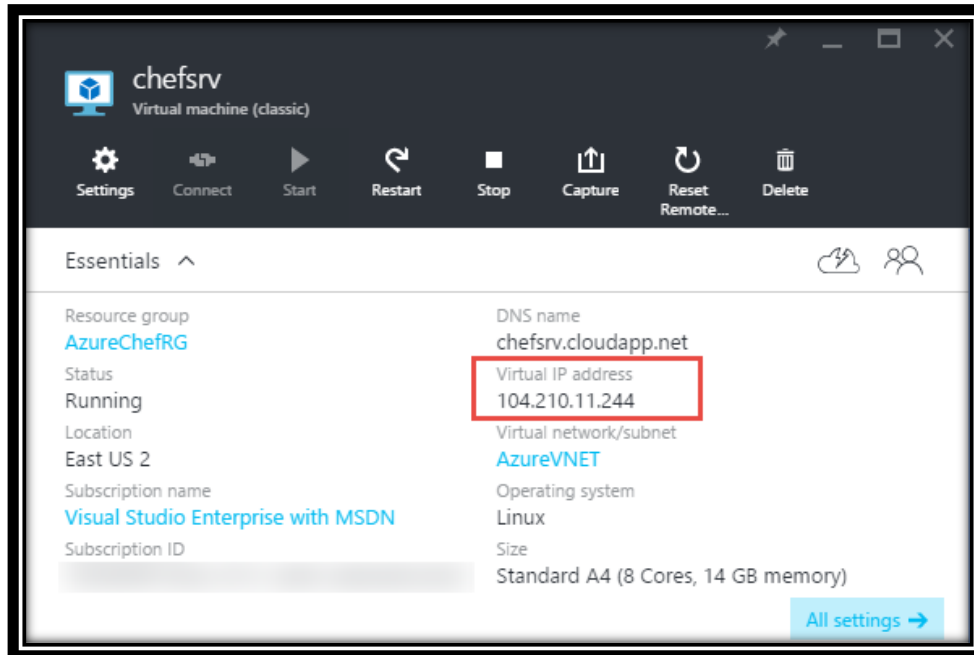 chefsrv
Virtual machine (classic)
Settings
Connect
Start
Restart
Stop
Capture
Reset
Remote...
Delete
Essentials
Resource group
AzureChefRG
Status
Running
Location
East US 2
Subscription name
Visual Studio Enterprise with MSDN
Subscription ID
DNS name
chefsrv.cloudapp.net
Virtual IP address
104.210.11.244
Virtual network/subnet
AzureVNET
Operating system
Linux
Size
Standard A4 (8 Cores, 14 GB memory)
All settings →